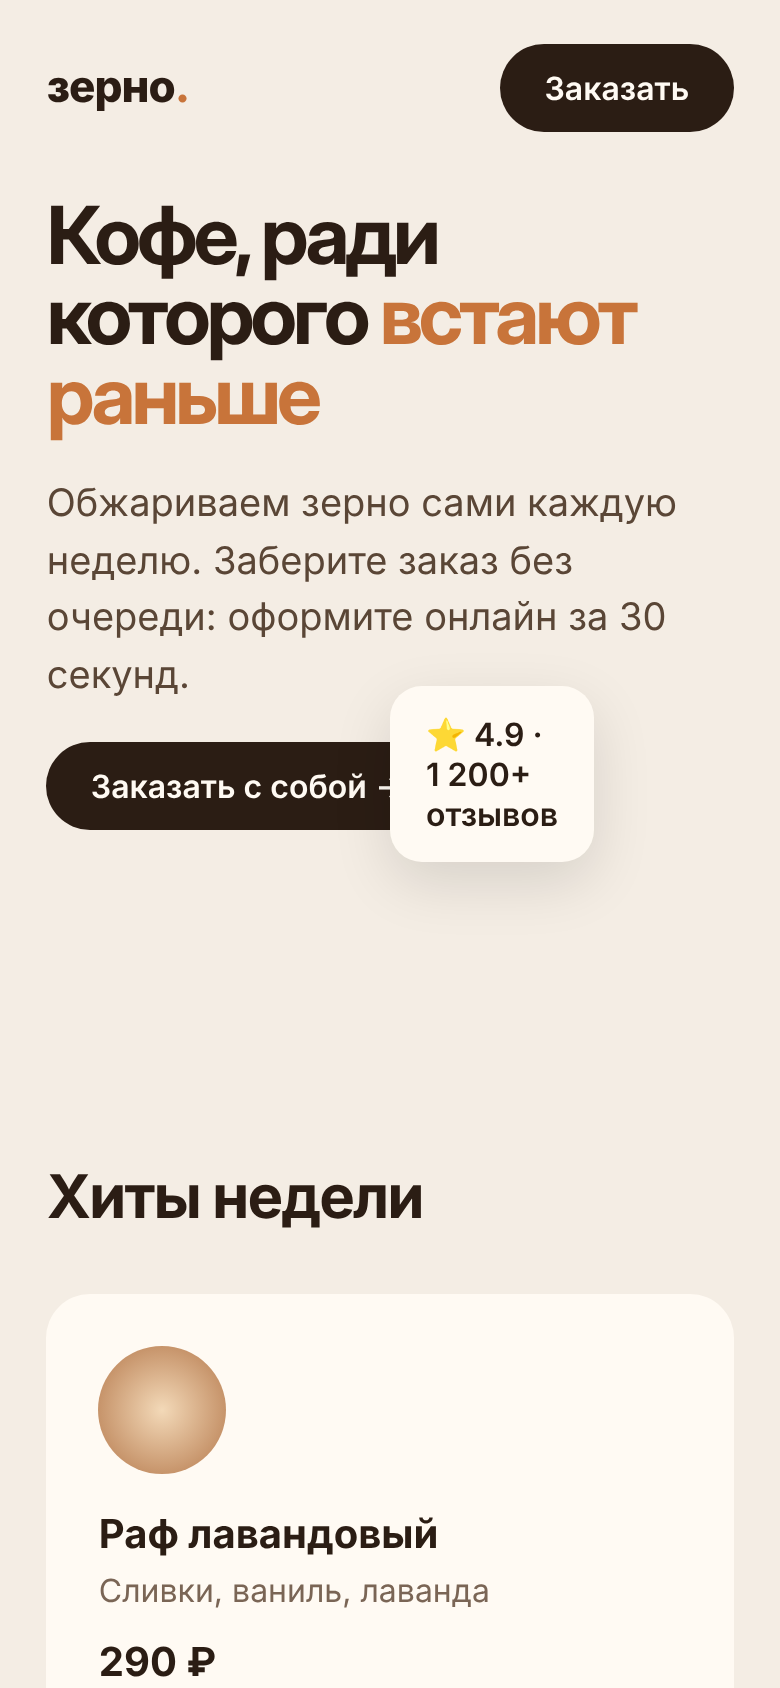 зерно.
Заказать
Кофе, ради
которого встают
раньше
Обжариваем зерно сами каждую
неделю. Заберите заказ без
очереди: оформите онлайн за 30
секунд.
Заказать с собой
⭐ 4.9 ·
1 200+
отзывов
Хиты недели
Раф лавандовый
Сливки, ваниль, лаванда
290 ₽